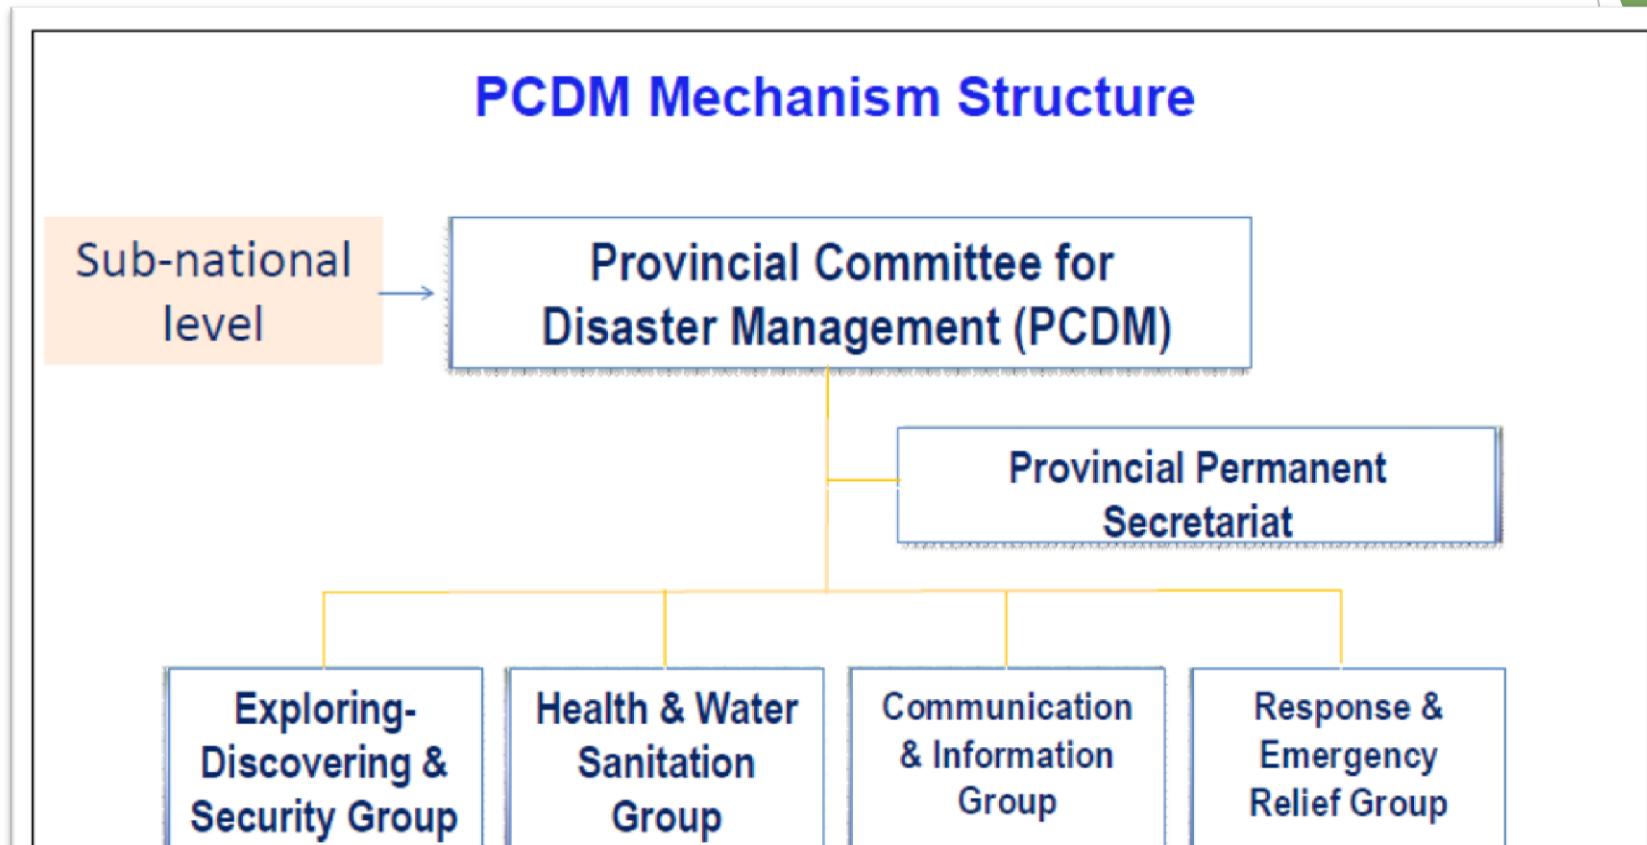 PCDM Mechanism Structure
Sub-national
level
Provincial Committee for
Disaster Management (PCDM)
Provincial Permanent
Secretariat
Exploring-
Discovering &
Security Group
Health & Water
Sanitation
Group
Communication
& Information
Group
Response &
Emergency
Relief Group